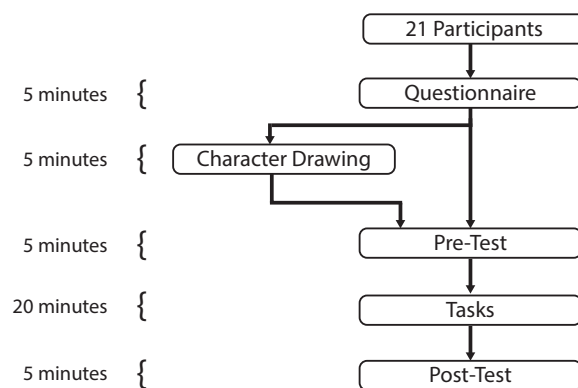 21 Participants
5 minutes { Questionnaire
5 minutes { Character Drawing
5 minutes { Pre-Test
20 minutes { Tasks
5 minutes { Post-Test